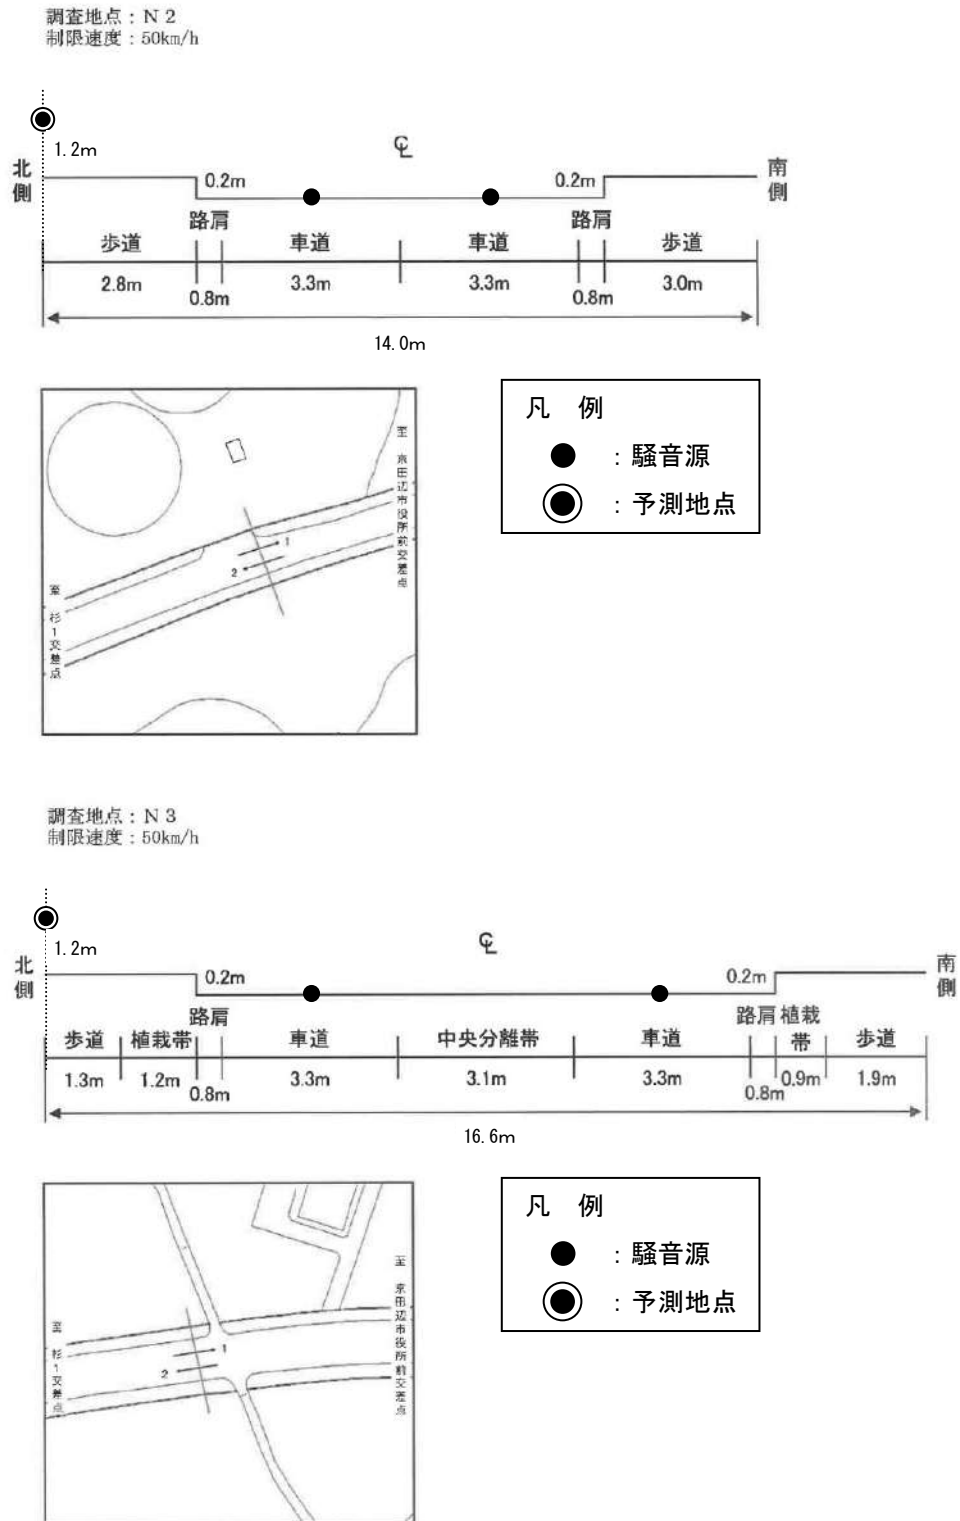 調査地点：N 2
制限速度：50km/h
1.2m
℄
北側
0.2m
0.2m
南側
路肩
路肩
歩道
車道
車道
歩道
2.8m
0.8m
3.3m
3.3m
0.8m
3.0m
14.0m
至 京田辺市役所前交差点
1
2
至 杉1交差点
凡 例
：騒音源
：予測地点
調査地点：N 3
制限速度：50km/h
1.2m
℄
北側
0.2m
0.2m
南側
路肩
路肩
植栽帯
歩道
植栽帯
車道
中央分離帯
車道
歩道
1.3m
1.2m
0.8m
3.3m
3.1m
3.3m
0.8m
0.9m
1.9m
16.6m
至 京田辺市役所前交差点
1
2
至 杉1交差点
凡 例
：騒音源
：予測地点